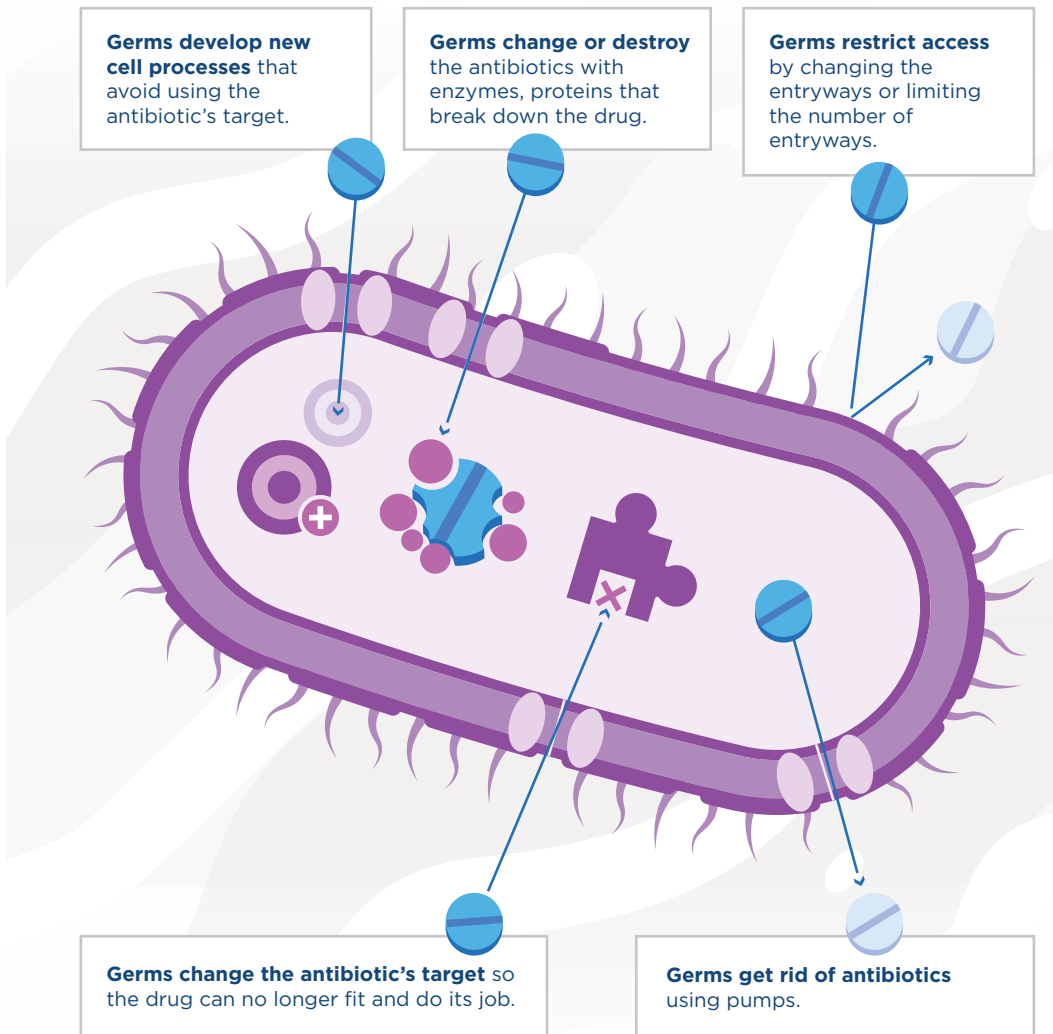 Germs develop new
cell processes that
avoid using the
antibiotic’s target.
Germs change or destroy
the antibiotics with
enzymes, proteins that
break down the drug.
Germs restrict access
by changing the
entryways or limiting
the number of
entryways.
Germs change the antibiotic’s target so
the drug can no longer fit and do its job.
Germs get rid of antibiotics
using pumps.